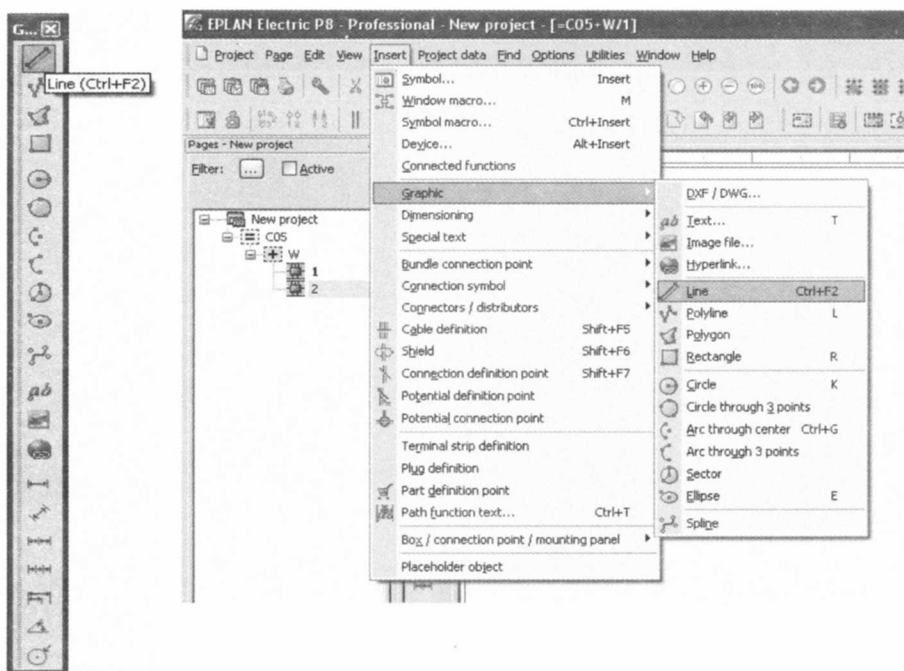 G...
Line (Ctrl+F2)
ab
EPLAN Electric P8 - Professional - New project - [=C05+W/1]
Project Page Edit View Insert Project data Find Options Utilities Window Help
Pages - New project
Filter: ... Active
New project
C05
W
1
2
Symbol... Insert
Window macro... M
Symbol macro... Ctrl+Insert
Device... Alt+Insert
Connected functions
Graphic
Dimensioning
Special text
Bundle connection point
Connection symbol
Connectors / distributors
Cable definition Shift+F5
Shield Shift+F6
Connection definition point Shift+F7
Potential definition point
Potential connection point
Terminal strip definition
Plug definition
Part definition point
Path function text... Ctrl+T
Box / connection point / mounting panel
Placeholder object
DXF / DWG...
ab Text... T
Image file...
Hyperlink...
Line Ctrl+F2
Polyline L
Polygon
Rectangle R
Circle K
Circle through 3 points
Arc through center Ctrl+G
Arc through 3 points
Sector
Ellipse E
Spline